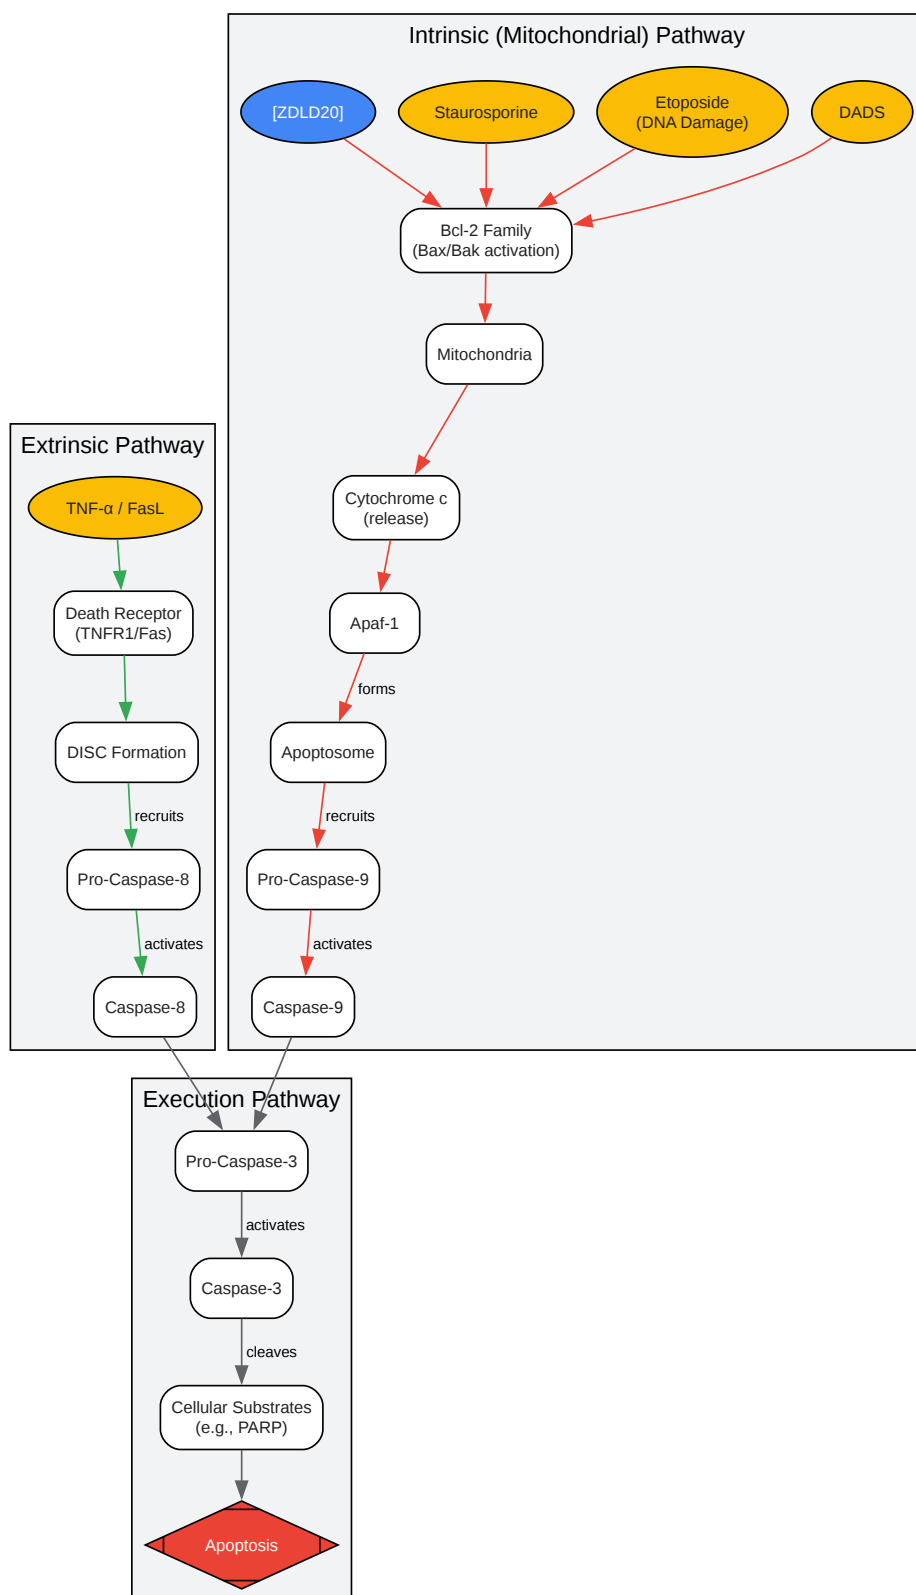 Intrinsic (Mitochondrial) Pathway
[ZDLD20]
Staurosporine
Etoposide
(DNA Damage)
DADS
Bcl-2 Family
(Bax/Bak activation)
Mitochondria
Cytochrome c
(release)
Apaf-1
forms
Apoptosome
recruits
Pro-Caspase-9
activates
Caspase-9
Extrinsic Pathway
TNF-α / FasL
Death Receptor
(TNFR1/Fas)
DISC Formation
recruits
Pro-Caspase-8
activates
Caspase-8
Execution Pathway
Pro-Caspase-3
activates
Caspase-3
cleaves
Cellular Substrates
(e.g., PARP)
Apoptosis